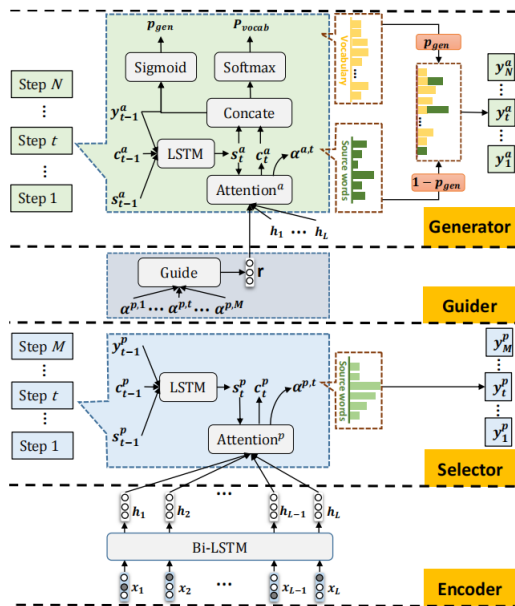 p_gen P_vocab
Sigmoid Softmax
Vocabulary
p_gen
Step N
⋮
Step t
⋮
Step 1
y^a_{t-1}
Concate
c^a_{t-1} LSTM s^a_t c^a_t α^{a,t}
s^a_{t-1} Attention^a
Source words
1 − p_gen
y^a_N
⋮
y^a_t
y^a_1
h_1 ⋯ h_L
Generator
Guide r
α^{p,1} ⋯ α^{p,t} ⋯ α^{p,M}
Guider
Step M
⋮
Step t
⋮
Step 1
y^p_{t-1}
c^p_{t-1} LSTM s^p_t c^p_t α^{p,t}
s^p_{t-1} Attention^p
Source words
y^p_M
⋮
y^p_t
⋮
y^p_1
Selector
h_1 h_2 ⋯ h_{L-1} h_L
Bi-LSTM
x_1 x_2 ⋯ x_{L-1} x_L
Encoder